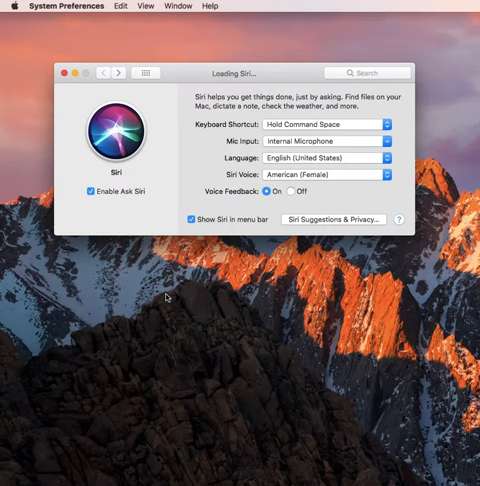 System Preferences Edit View Window Help
Loading Siri...
Search
Siri helps you get things done, just by asking. Find files on your
Mac, dictate a note, check the weather, and more.
Keyboard Shortcut: Hold Command Space
Mic Input: Internal Microphone
Language: English (United States)
Siri Voice: American (Female)
Voice Feedback: On Off
Siri
Enable Ask Siri
Show Siri in menu bar
Siri Suggestions & Privacy...
?